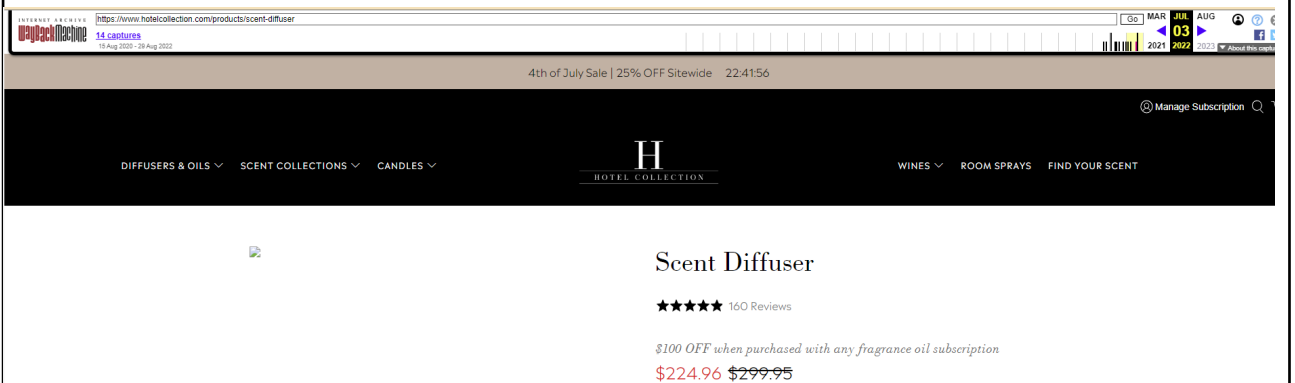 INTERNET ARCHIVE
WayBackMachine
https://www.hotelcollection.com/products/scent-diffuser
Go
MAR JUL AUG
14 captures
03
15 Aug 2020 - 29 Aug 2022
2021 2022 2023
About this captu
4th of July Sale | 25% OFF Sitewide 22:41:56
Manage Subscription
DIFFUSERS & OILS SCENT COLLECTIONS CANDLES
H
HOTEL COLLECTION
WINES ROOM SPRAYS FIND YOUR SCENT
Scent Diffuser
160 Reviews
$100 OFF when purchased with any fragrance oil subscription
$224.96 $299.95